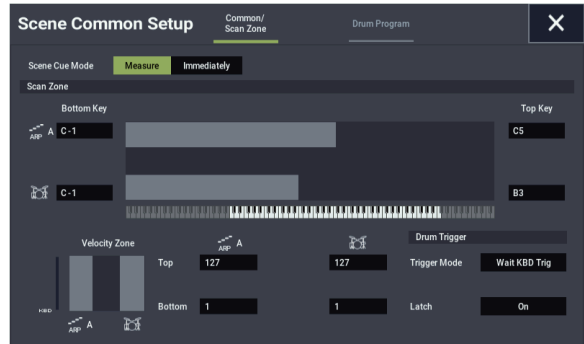 Scene Common Setup
Common/
Scan Zone
Drum Program
Scene Cue Mode Measure Immediately
Scan Zone
Bottom Key Top Key
ARP A C-1 C5
C-1 B3
Velocity Zone ARP A Drum Trigger
Top 127 127 Trigger Mode Wait KBD Trig
KBD Bottom 1 1 Latch On
ARP A